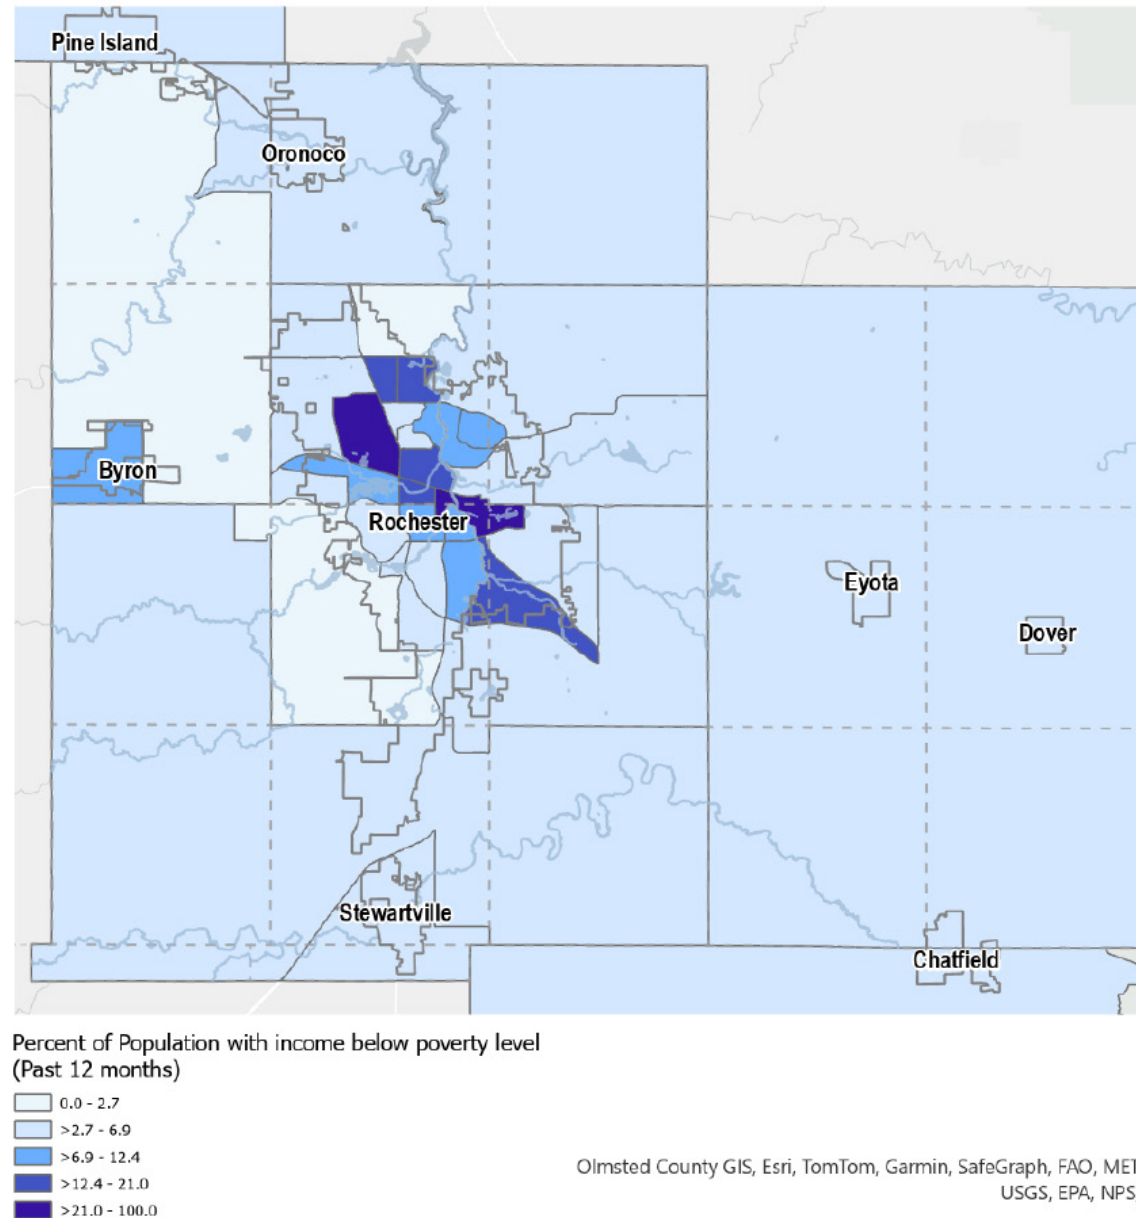 Pine Island
Oronoco
Byron
Rochester
Eyota
Dover
Stewartville
Chatfield
Percent of Population with income below poverty level
(Past 12 months)
0.0 - 2.7
>2.7 - 6.9
>6.9 - 12.4
>12.4 - 21.0
>21.0 - 100.0
Olmsted County GIS, Esri, TomTom, Garmin, SafeGraph, FAO, MET
USGS, EPA, NPS,